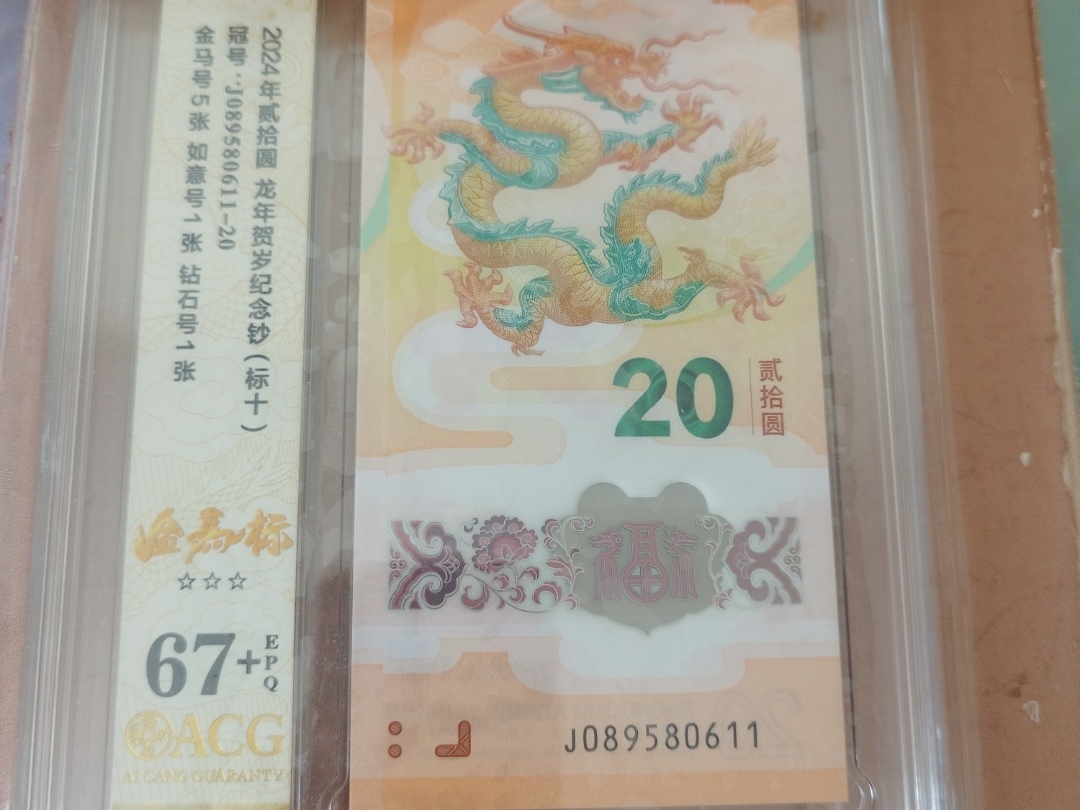 2024年贰拾圆 龙年贺岁纪念钞(标十)
冠号:J089580611-20
金马号5张 如意号1张 钻石号1张
金马标
☆☆☆
67+
EPQ
ACG
AI CANG GUARANTY
20
贰拾圆
福
J089580611